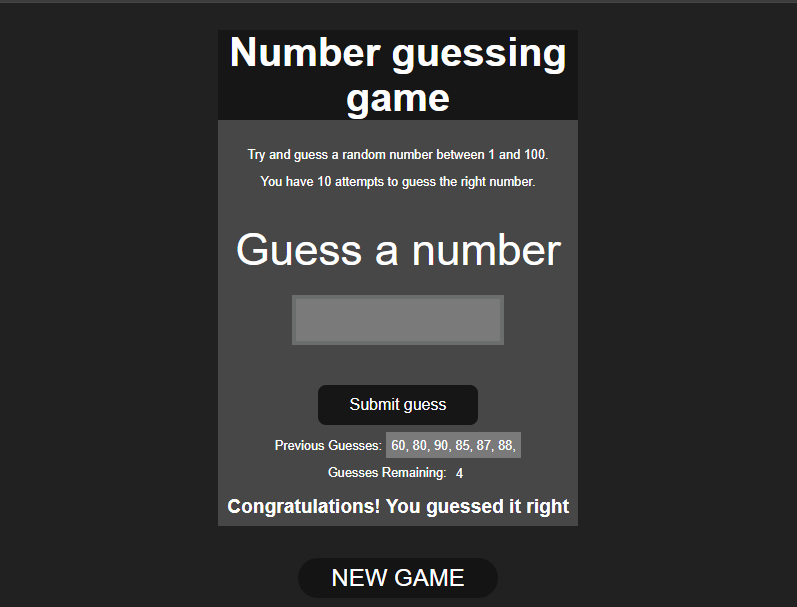 Number guessing
game
Try and guess a random number between 1 and 100.
You have 10 attempts to guess the right number.
Guess a number
Submit guess
Previous Guesses: 60, 80, 90, 85, 87, 88,
Guesses Remaining: 4
Congratulations! You guessed it right
NEW GAME